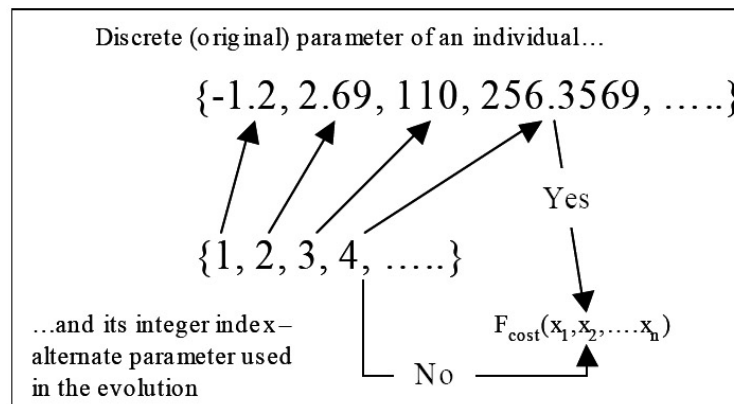 Discrete (original) parameter of an individual…
{-1.2, 2.69, 110, 256.3569, …..}
Yes
{1, 2, 3, 4, …..}
…and its integer index–
alternate parameter used
in the evolution
F_cost(x_1,x_2,….x_n)
No